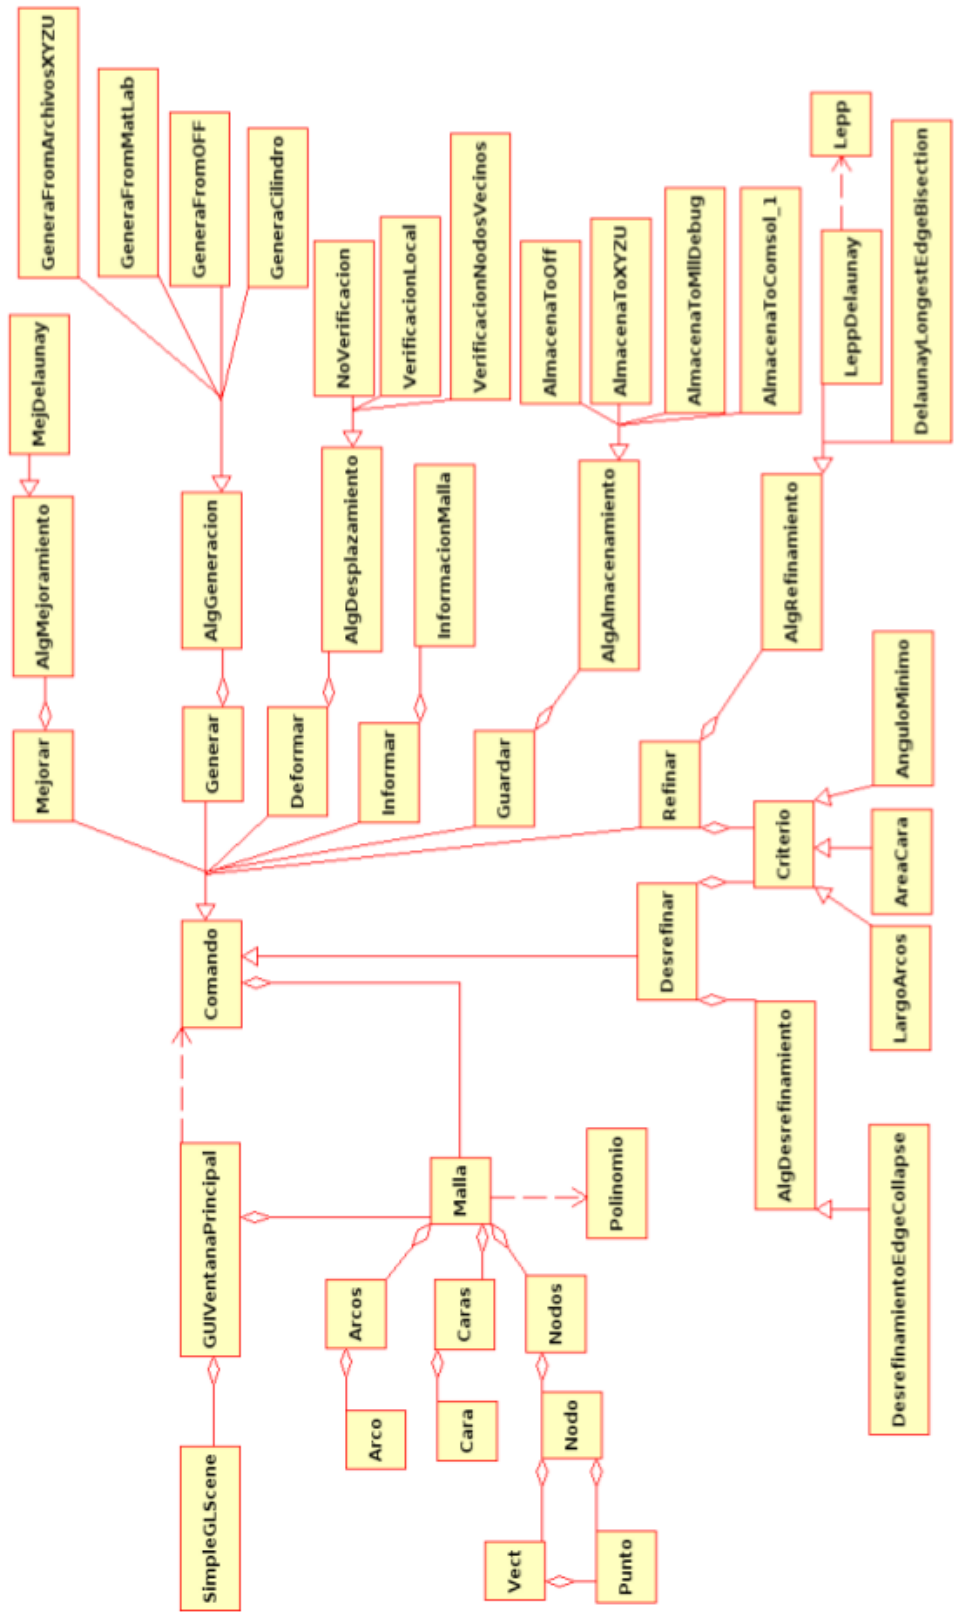 GeneraFromArchivosXYZU
GeneraFromMatLab
GeneraFromOFF
GeneraCilindro
MejDelaunay
NoVerificacion
VerificacionLocal
VerificacionNodosVecinos
AlmacenaToOff
AlmacenaToXYZU
AlmacenaToMllDebug
AlmacenaToComsol_1
Lepp
LeppDelaunay
DelaunayLongestEdgeBisection
AlgMejoramiento
AlgGeneracion
AlgDesplazamiento
InformacionMalla
AlgAlmacenamiento
AlgRefinamiento
Mejorar
Generar
Deformar
Informar
Guardar
Refinar
Criterio
AnguloMinimo
AreaCara
LargoArcos
Comando
Desrefinar
AlgDesrefinamiento
DesrefinamientoEdgeCollapse
GUIVentanaPrincipal
Malla
Polinomio
SimpleGLScene
Arcos
Caras
Nodos
Arco
Cara
Nodo
Vect
Punto